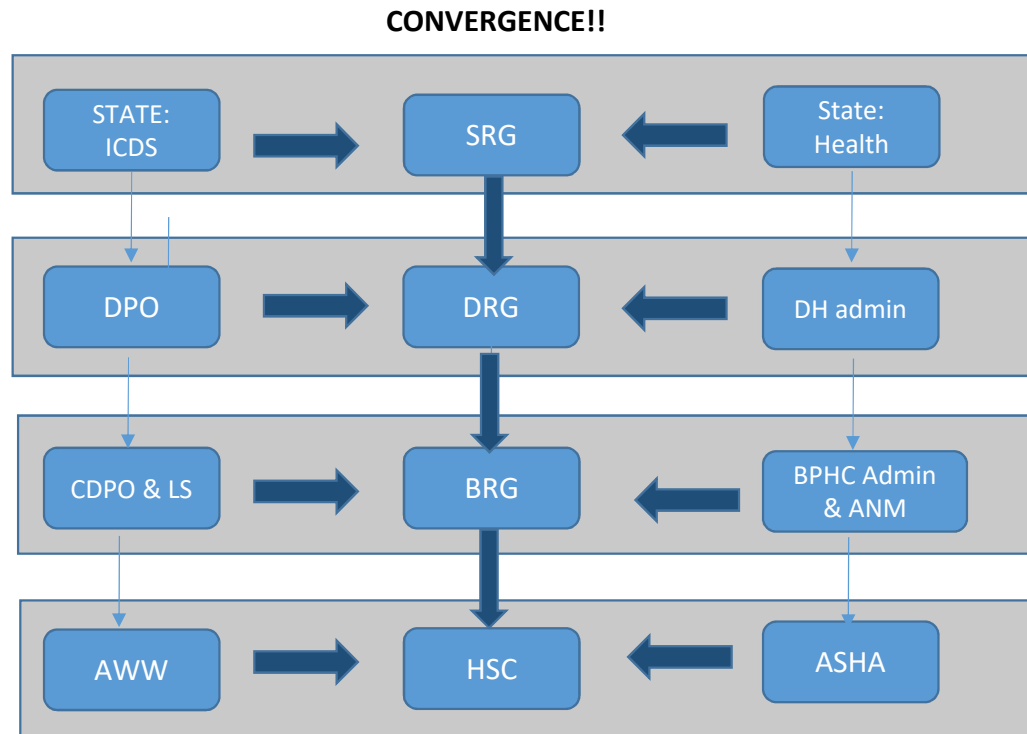 CONVERGENCE!!
STATE:
ICDS
SRG
State:
Health
DPO
DRG
DH admin
CDPO & LS
BRG
BPHC Admin
& ANM
AWW
HSC
ASHA